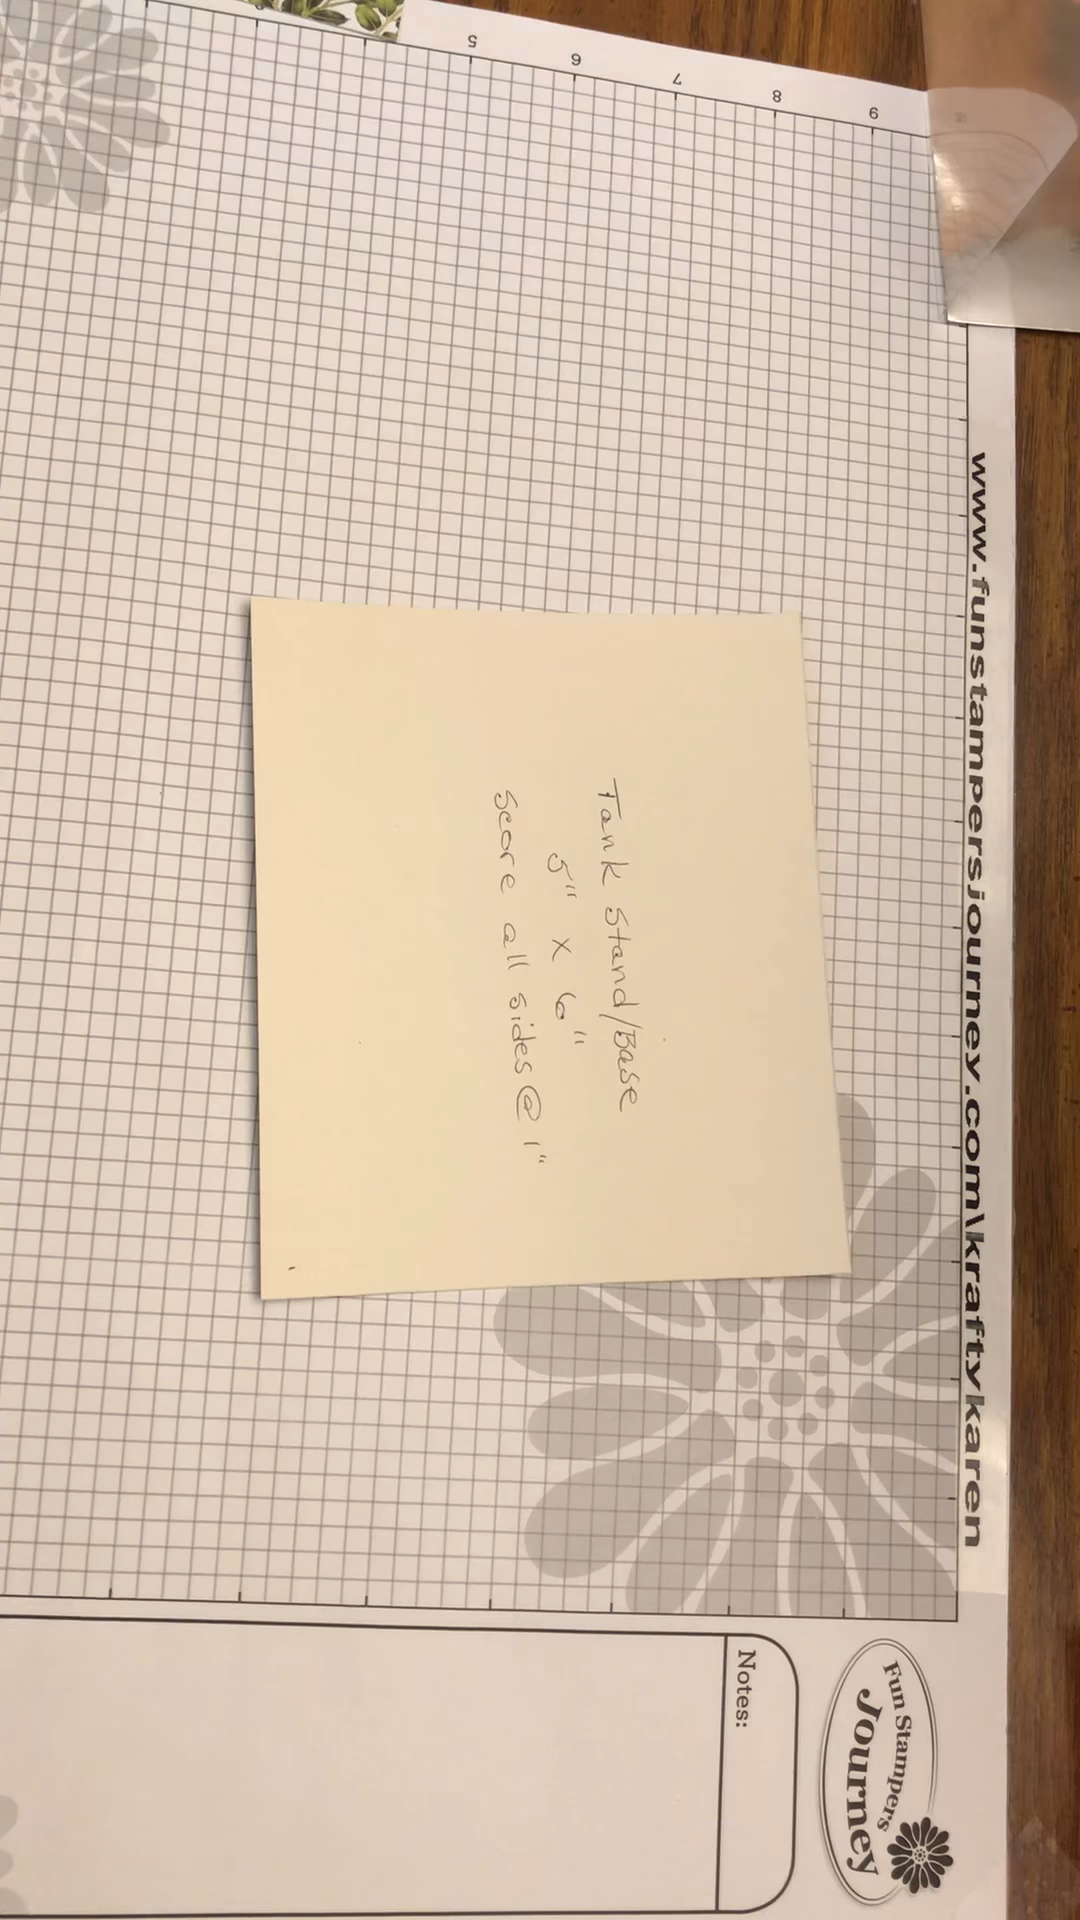 Tank Stand/Base
5" x 6"
Score all sides @ 1"
www.funstampersjourney.com\kraftykaren
5
6
7
8
9
Notes:
Fun Stampers
Journey